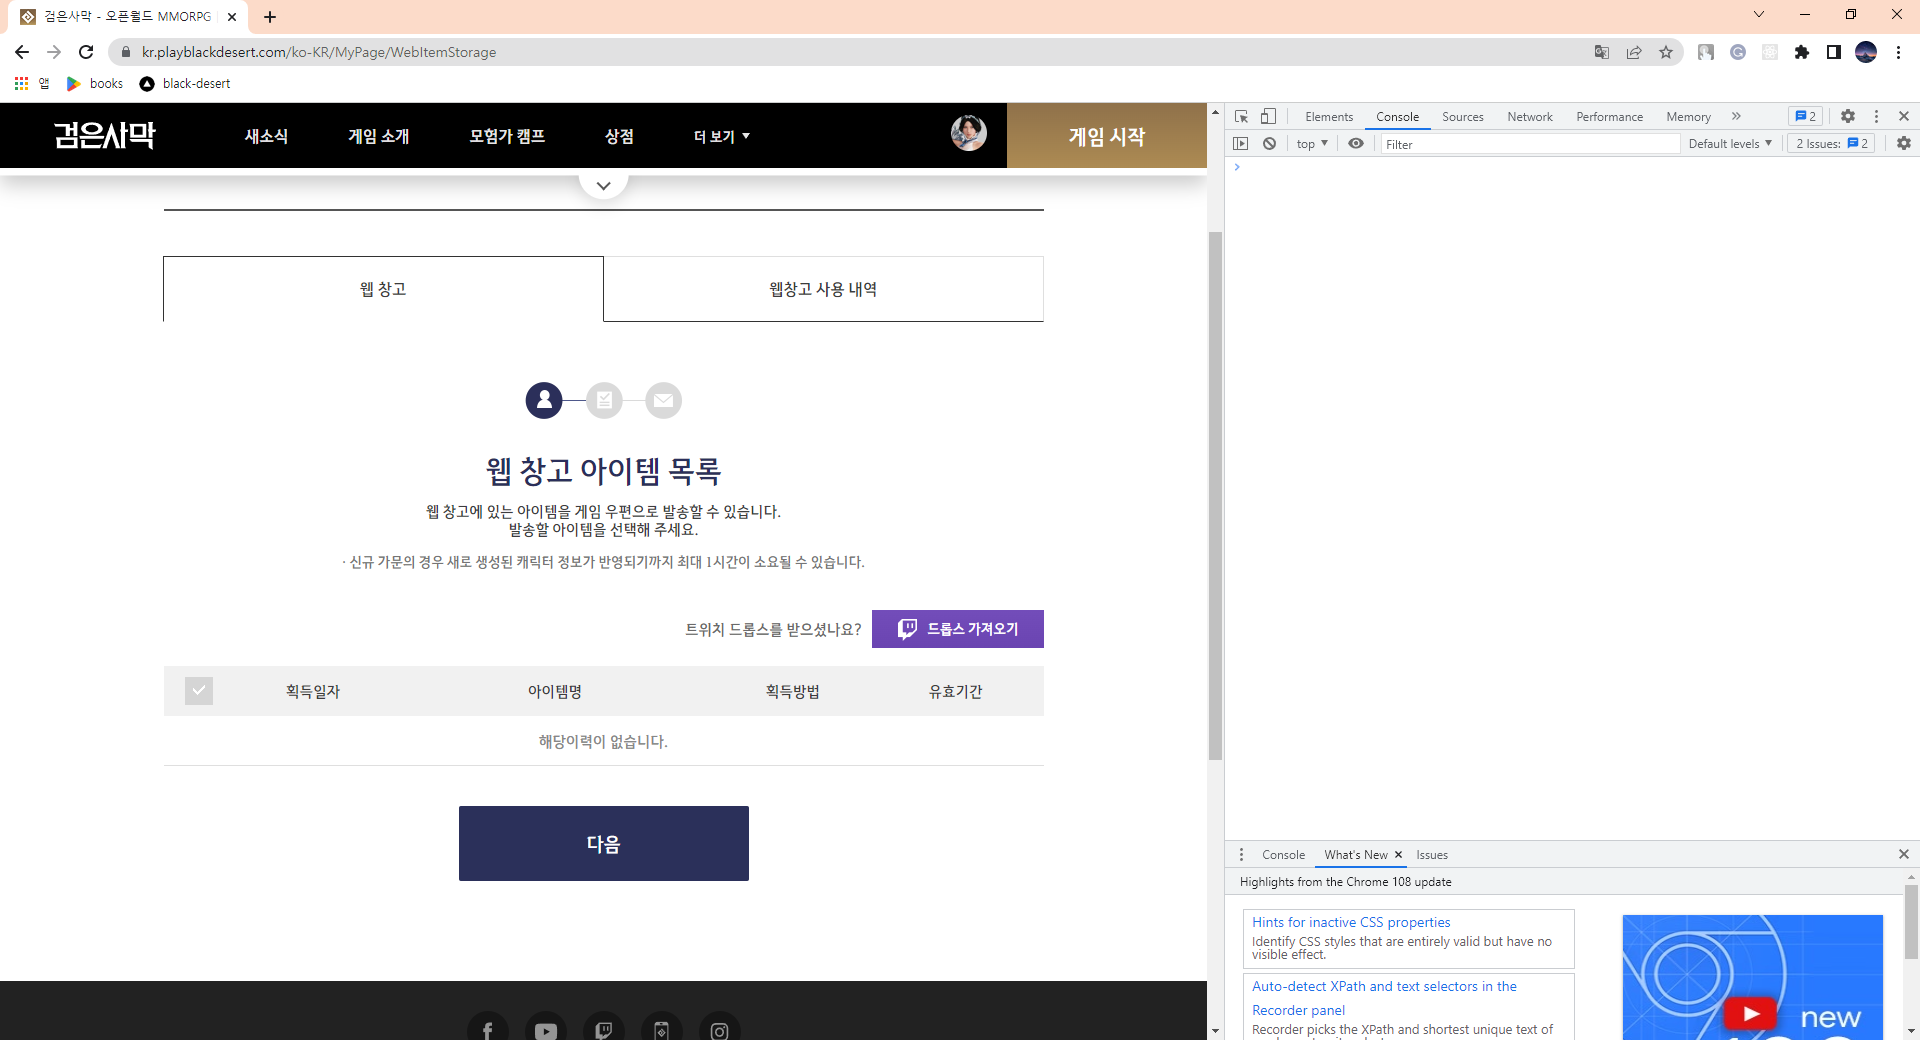 검은사막 - 오픈월드 MMORPG
kr.playblackdesert.com/ko-KR/MyPage/WebItemStorage
앱 books black-desert
검은사막 새소식 게임 소개 모험가 캠프 상점 더 보기 게임 시작
웹 창고 웹창고 사용 내역
웹 창고 아이템 목록
웹 창고에 있는 아이템을 게임 우편으로 발송할 수 있습니다.
발송할 아이템을 선택해 주세요.
· 신규 가문의 경우 새로 생성된 캐릭터 정보가 반영되기까지 최대 1시간이 소요될 수 있습니다.
트위치 드롭스를 받으셨나요? 드롭스 가져오기
획득일자 아이템명 획득방법 유효기간
해당이력이 없습니다.
다음
Elements Console Sources Network Performance Memory 2
top Filter Default levels 2 Issues: 2
Console What's New Issues
Highlights from the Chrome 108 update
Hints for inactive CSS properties
Identify CSS styles that are entirely valid but have no
visible effect.
Auto-detect XPath and text selectors in the
Recorder panel
Recorder picks the XPath and shortest unique text of
new